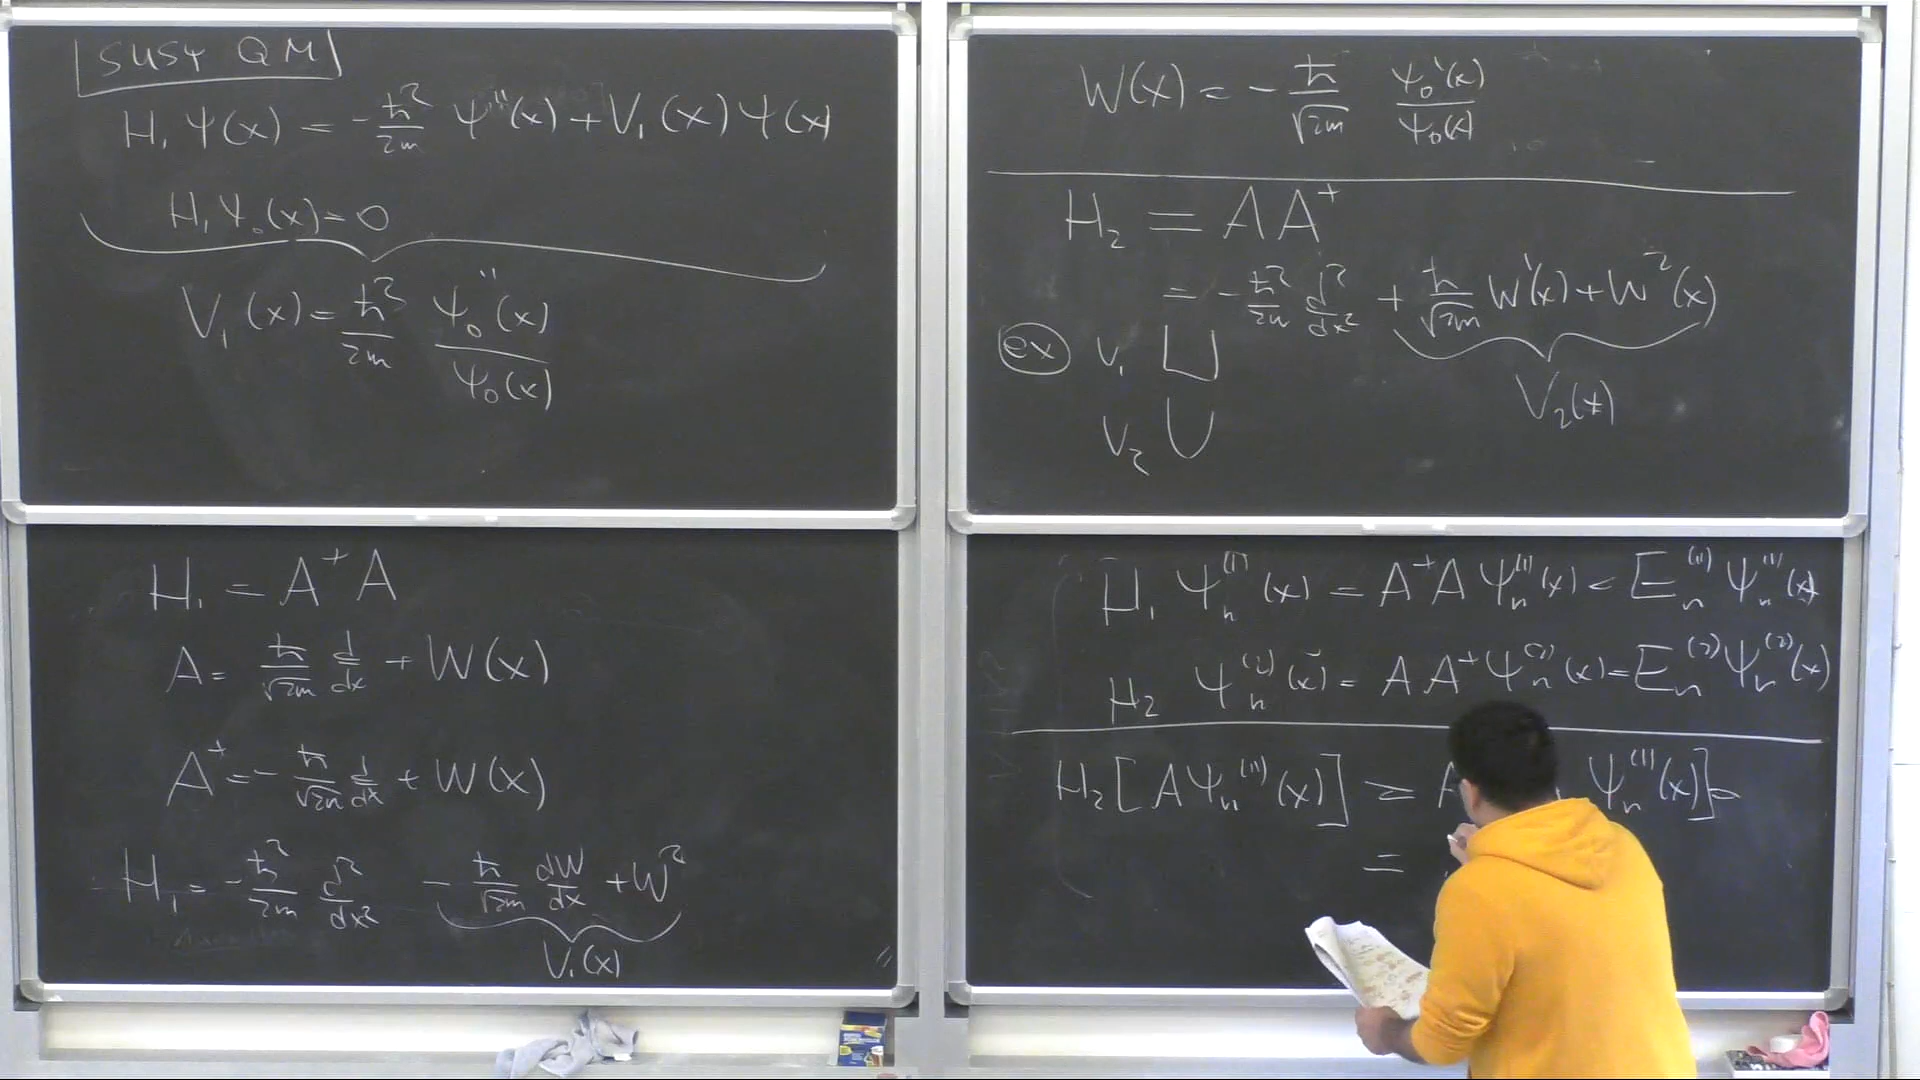 SUSY QM
H₁ψ(x) = -ħ²/2m ψ''(x) + V₁(x)ψ(x)
H₁ψ₀(x) = 0
V₁(x) = ħ²/2m ψ₀''(x)/ψ₀(x)
H₁ = A⁺A
A = ħ/√2m d/dx + W(x)
A⁺ = -ħ/√2m d/dx + W(x)
H₁ = -ħ²/2m d²/dx² - ħ/√2m dW/dx + W²
V₁(x)
W(x) = -ħ/√2m ψ₀'(x)/ψ₀(x)
H₂ = AA⁺
= -ħ²/2m d²/dx² + ħ/√2m W'(x) + W²(x)
V₂(x)
ex V₁
V₂
H₁ψₙ⁽¹⁾(x) = A⁺Aψₙ⁽¹⁾(x) = Eₙ⁽¹⁾ψₙ⁽¹⁾(x)
H₂ψₙ⁽²⁾(x) = AA⁺ψₙ⁽²⁾(x) = Eₙ⁽²⁾ψₙ⁽²⁾(x)
H₂[Aψₙ⁽¹⁾(x)] = A ψₙ⁽¹⁾(x)] =
=